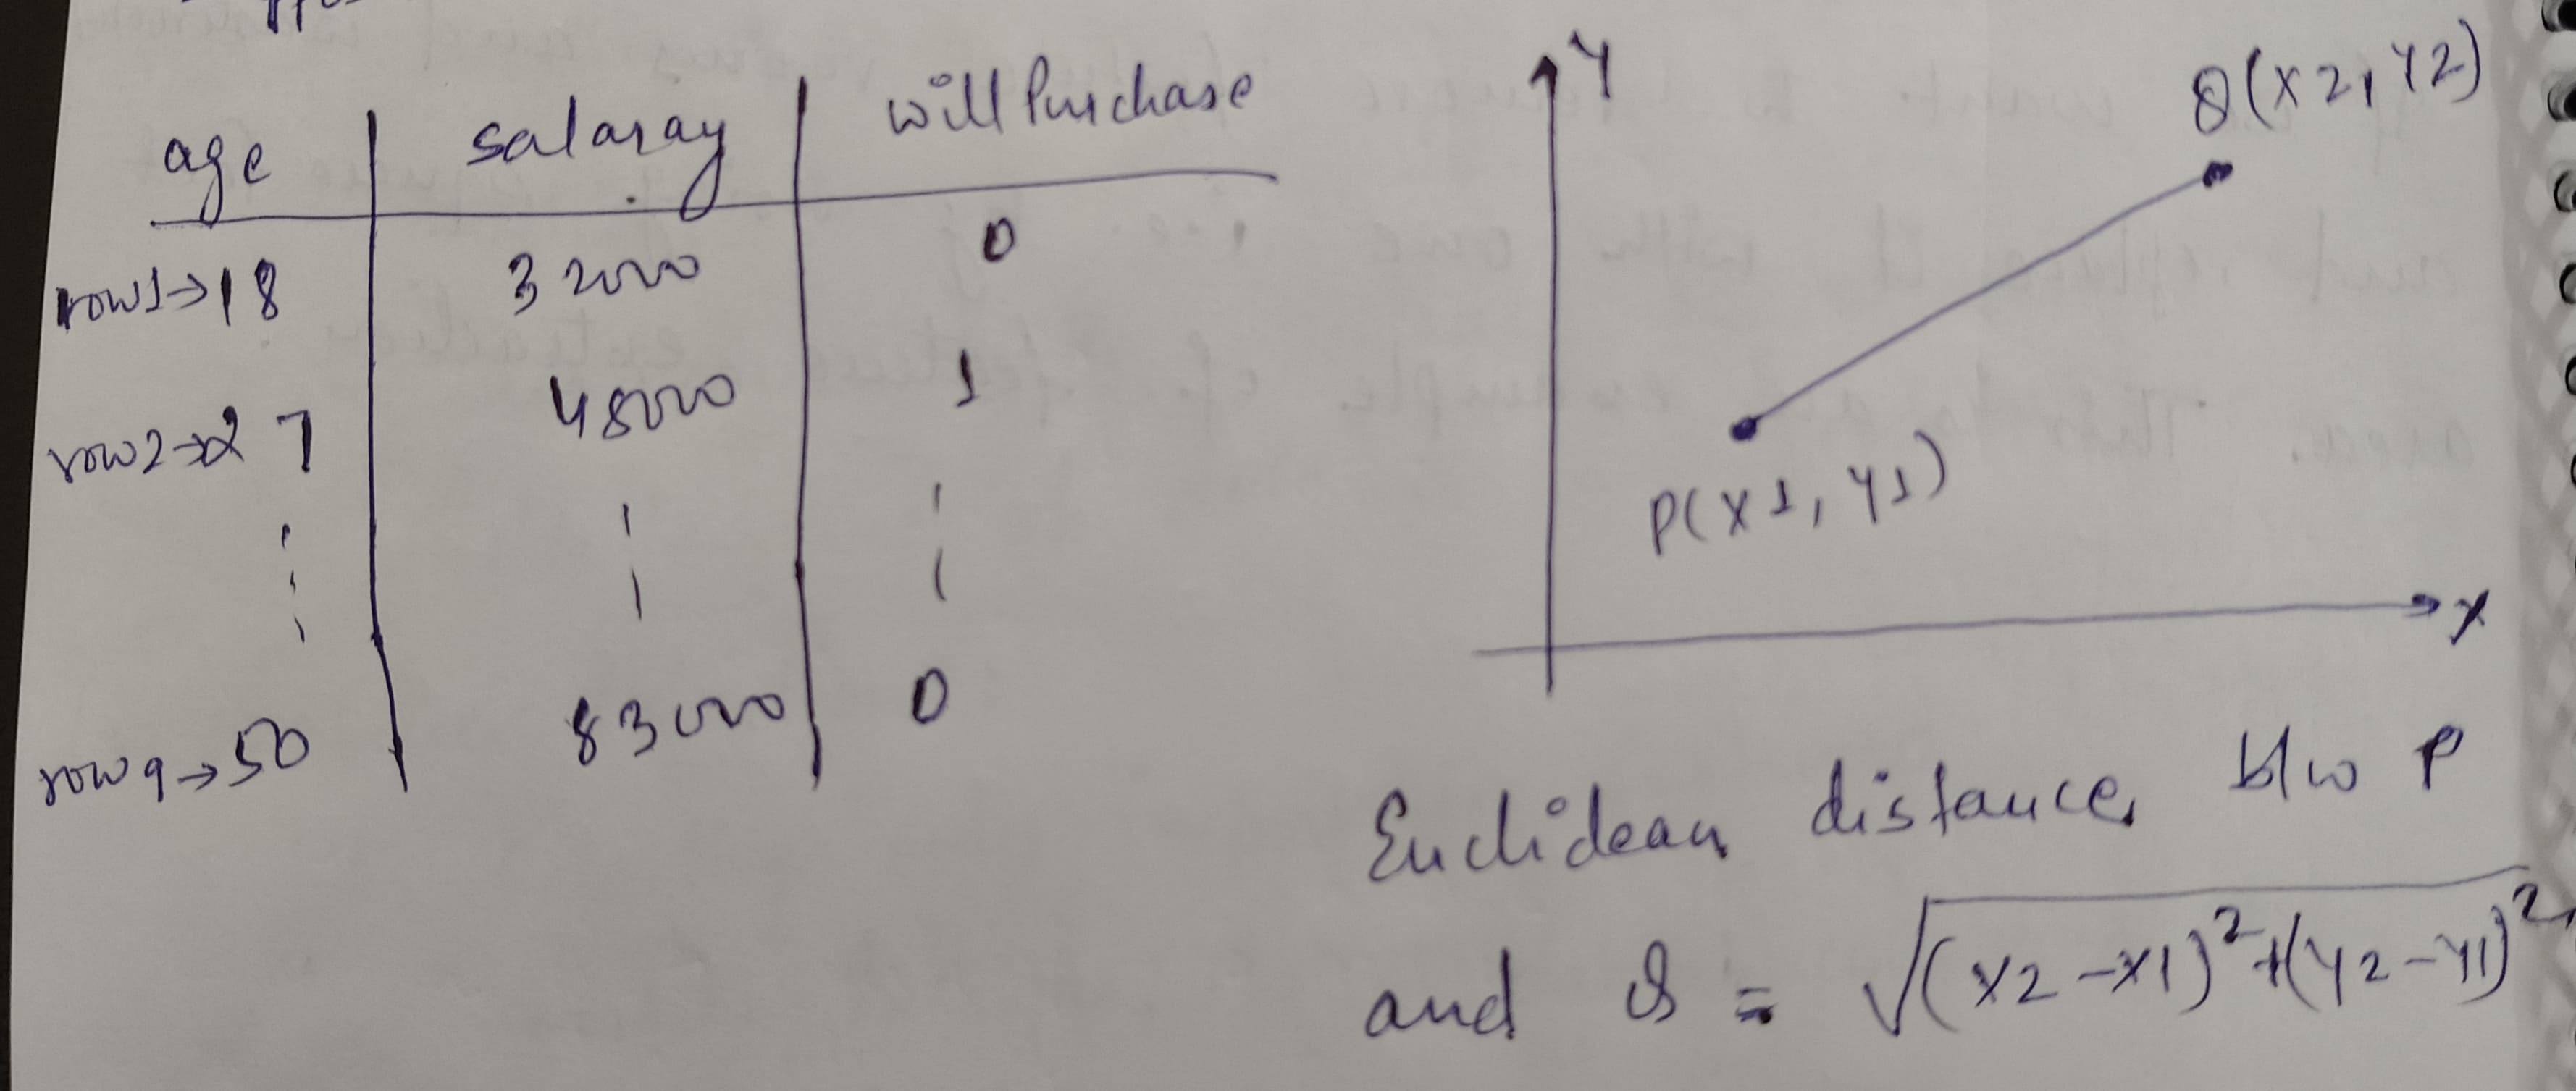 age | salaray | will Purchase
row1→18 | 32000 | 0
row2→27 | 48000 | 1
row9→50 | 83000 | 0
Y
Q(X2, Y2)
P(X1, Y1)
X
Euclidean distance b/w P
and Q = √(X2-X1)²+(Y2-Y1)²